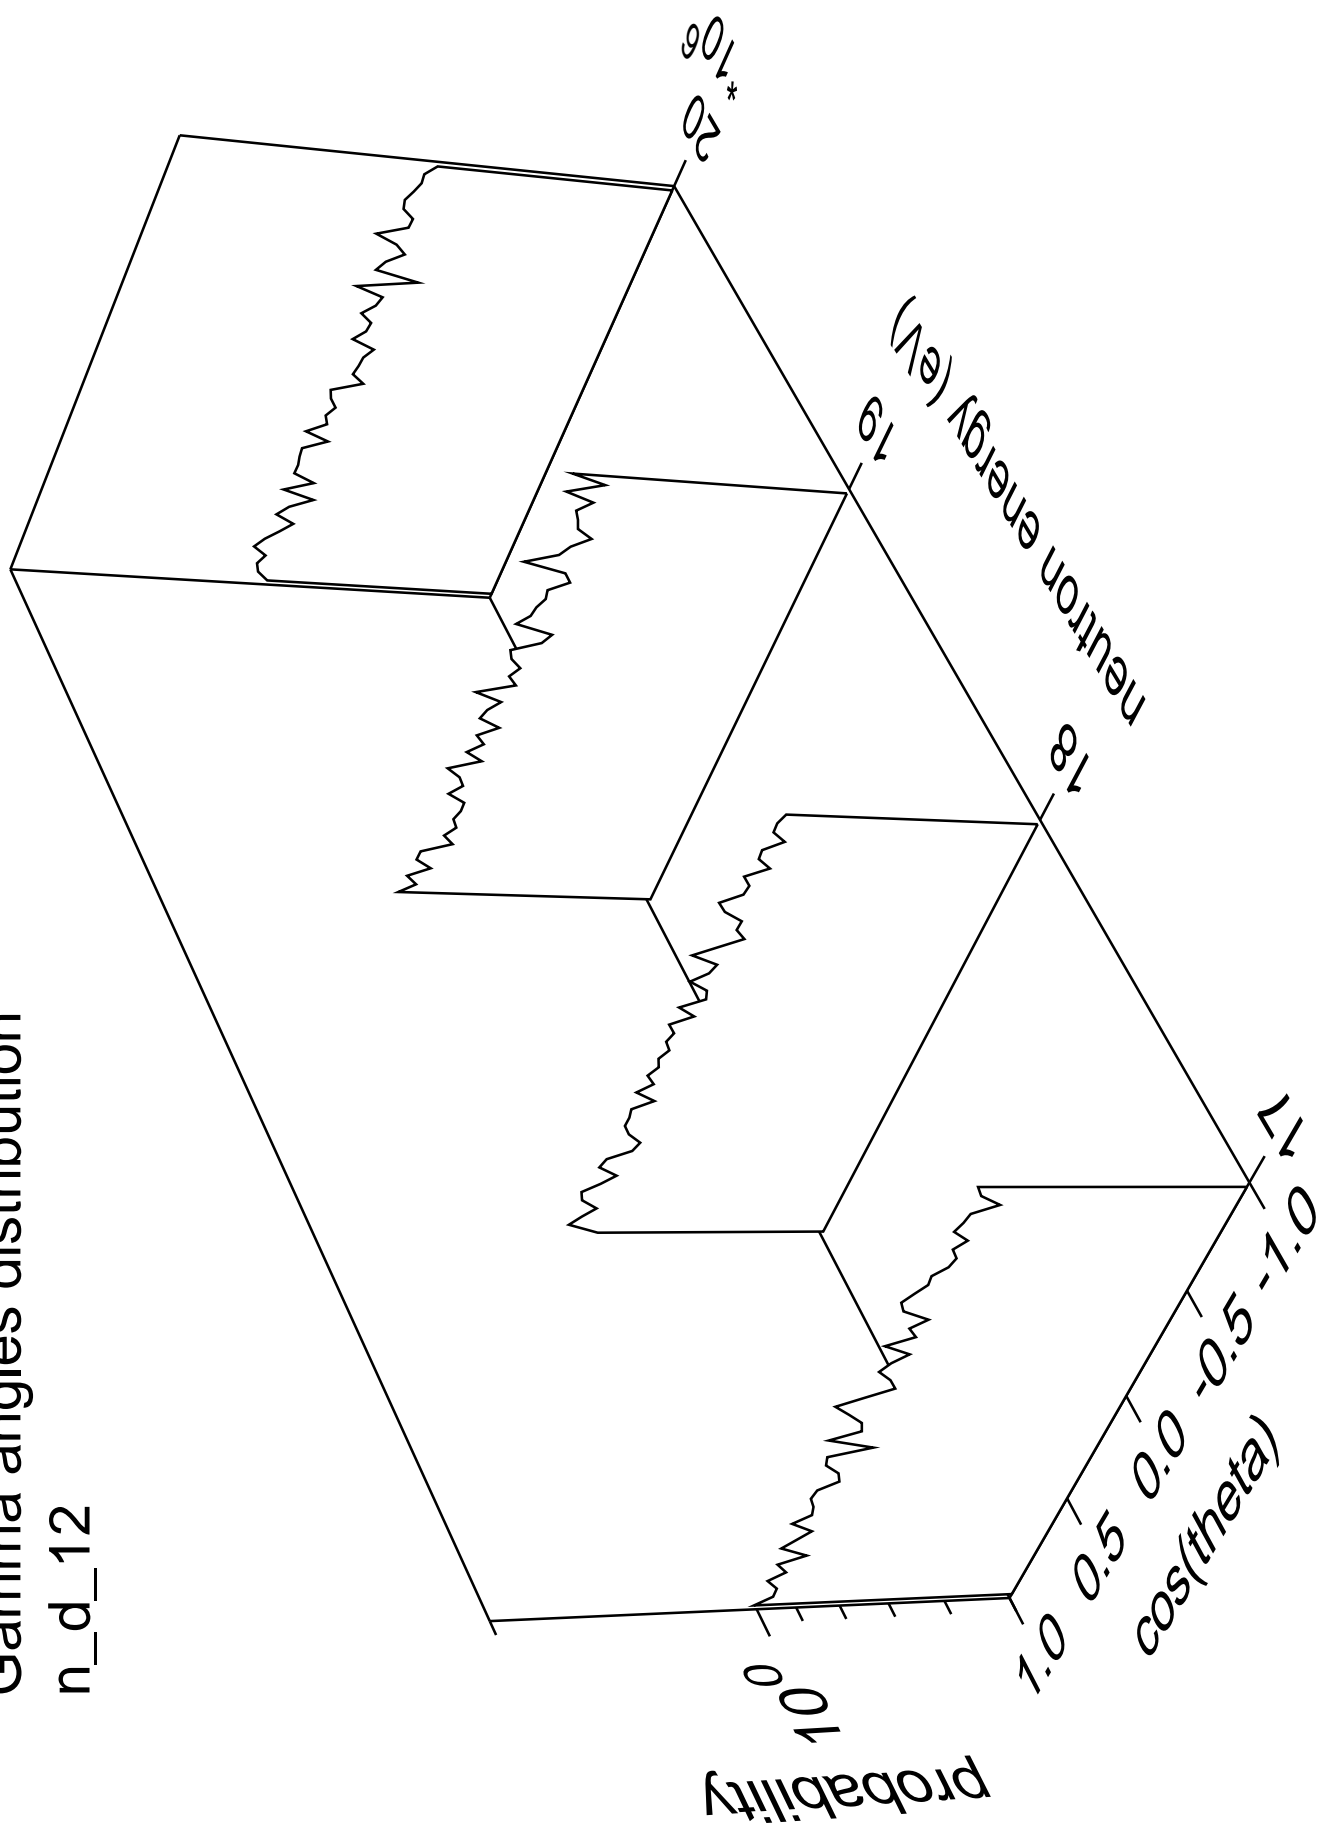 Gamma angles distribution
n_d_12
probability
10^0
1.0
0.5
0.0
-0.5
-1.0
cos(theta)
17
18
19
20
*10^6
neutron energy (eV)